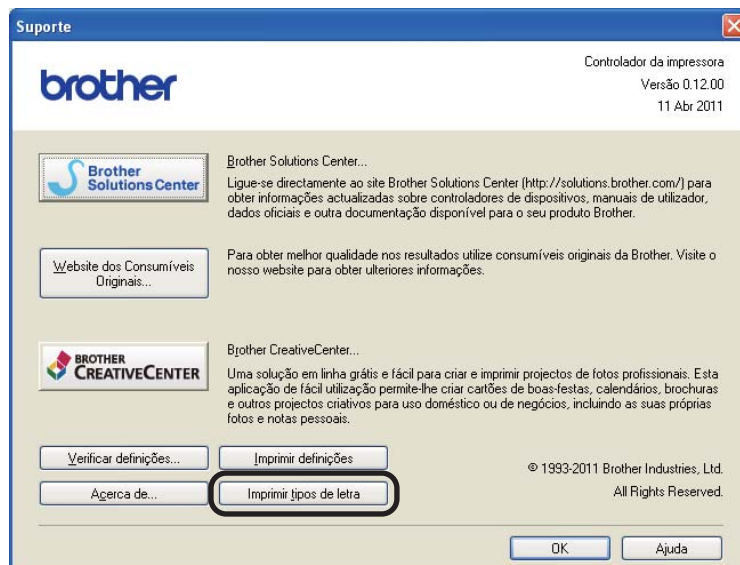 Suporte
brother
Controlador da impressora
Versão 0.12.00
11 Abr 2011
Brother
Solutions Center
Brother Solutions Center...
Ligue-se directamente ao site Brother Solutions Center (http://solutions.brother.com/) para
obter informações actualizadas sobre controladores de dispositivos, manuais de utilizador,
dados oficiais e outra documentação disponível para o seu produto Brother.
Website dos Consumíveis
Originais...
Para obter melhor qualidade nos resultados utilize consumíveis originais da Brother. Visite o
nosso website para obter ulteriores informações.
BROTHER
CREATIVECENTER
Brother CreativeCenter...
Uma solução em linha grátis e fácil para criar e imprimir projectos de fotos profissionais. Esta
aplicação de fácil utilização permite-lhe criar cartões de boas-festas, calendários, brochuras
e outros projectos criativos para uso doméstico ou de negócios, incluindo as suas próprias
fotos e notas pessoais.
Verificar definições...
Imprimir definições
© 1993-2011 Brother Industries, Ltd.
Acerca de...
Imprimir tipos de letra
All Rights Reserved.
OK
Ajuda